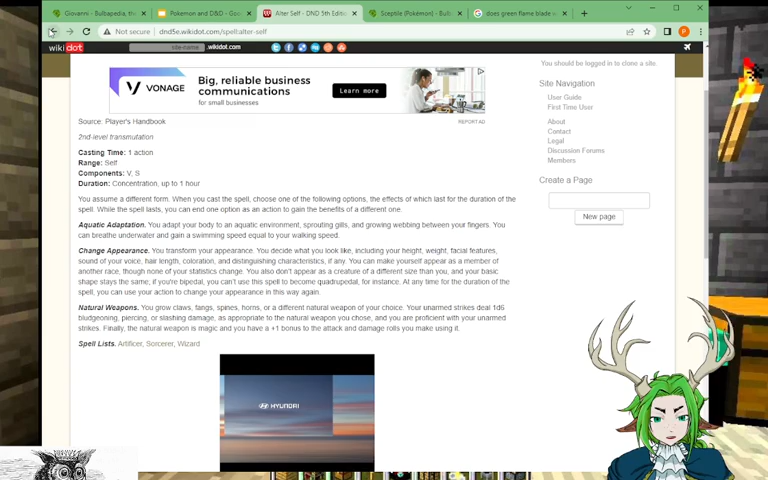 Giovanni - Bulbapedia, the
Pokemon and D&D - Goo
Alter Self - DND 5th Editi
Sceptile (Pokémon) - Bul
does green flame blade w
Not secure
dnd5e.wikidot.com/spell:alter-self
wikidot
site-name
.wikidot.com
You should be logged in to clone a site.
VONAGE
Big, reliable business
communications
for small businesses
Learn more
REPORT AD
Site Navigation
User Guide
First Time User
About
Contact
Legal
Discussion Forums
Members
Create a Page
New page
Source: Player's Handbook
2nd-level transmutation
Casting Time: 1 action
Range: Self
Components: V, S
Duration: Concentration, up to 1 hour
You assume a different form. When you cast the spell, choose one of the following options, the effects of which last for the duration of the
spell. While the spell lasts, you can end one option as an action to gain the benefits of a different one.
Aquatic Adaptation. You adapt your body to an aquatic environment, sprouting gills, and growing webbing between your fingers. You
can breathe underwater and gain a swimming speed equal to your walking speed.
Change Appearance. You transform your appearance. You decide what you look like, including your height, weight, facial features,
sound of your voice, hair length, coloration, and distinguishing characteristics, if any. You can make yourself appear as a member of
another race, though none of your statistics change. You also don't appear as a creature of a different size than you, and your basic
shape stays the same; if you're bipedal, you can't use this spell to become quadrupedal, for instance. At any time for the duration of the
spell, you can use your action to change your appearance in this way again.
Natural Weapons. You grow claws, fangs, spines, horns, or a different natural weapon of your choice. Your unarmed strikes deal 1d6
bludgeoning, piercing, or slashing damage, as appropriate to the natural weapon you chose, and you are proficient with your unarmed
strikes. Finally, the natural weapon is magic and you have a +1 bonus to the attack and damage rolls you make using it.
Spell Lists. Artificer, Sorcerer, Wizard
HYUNDAI